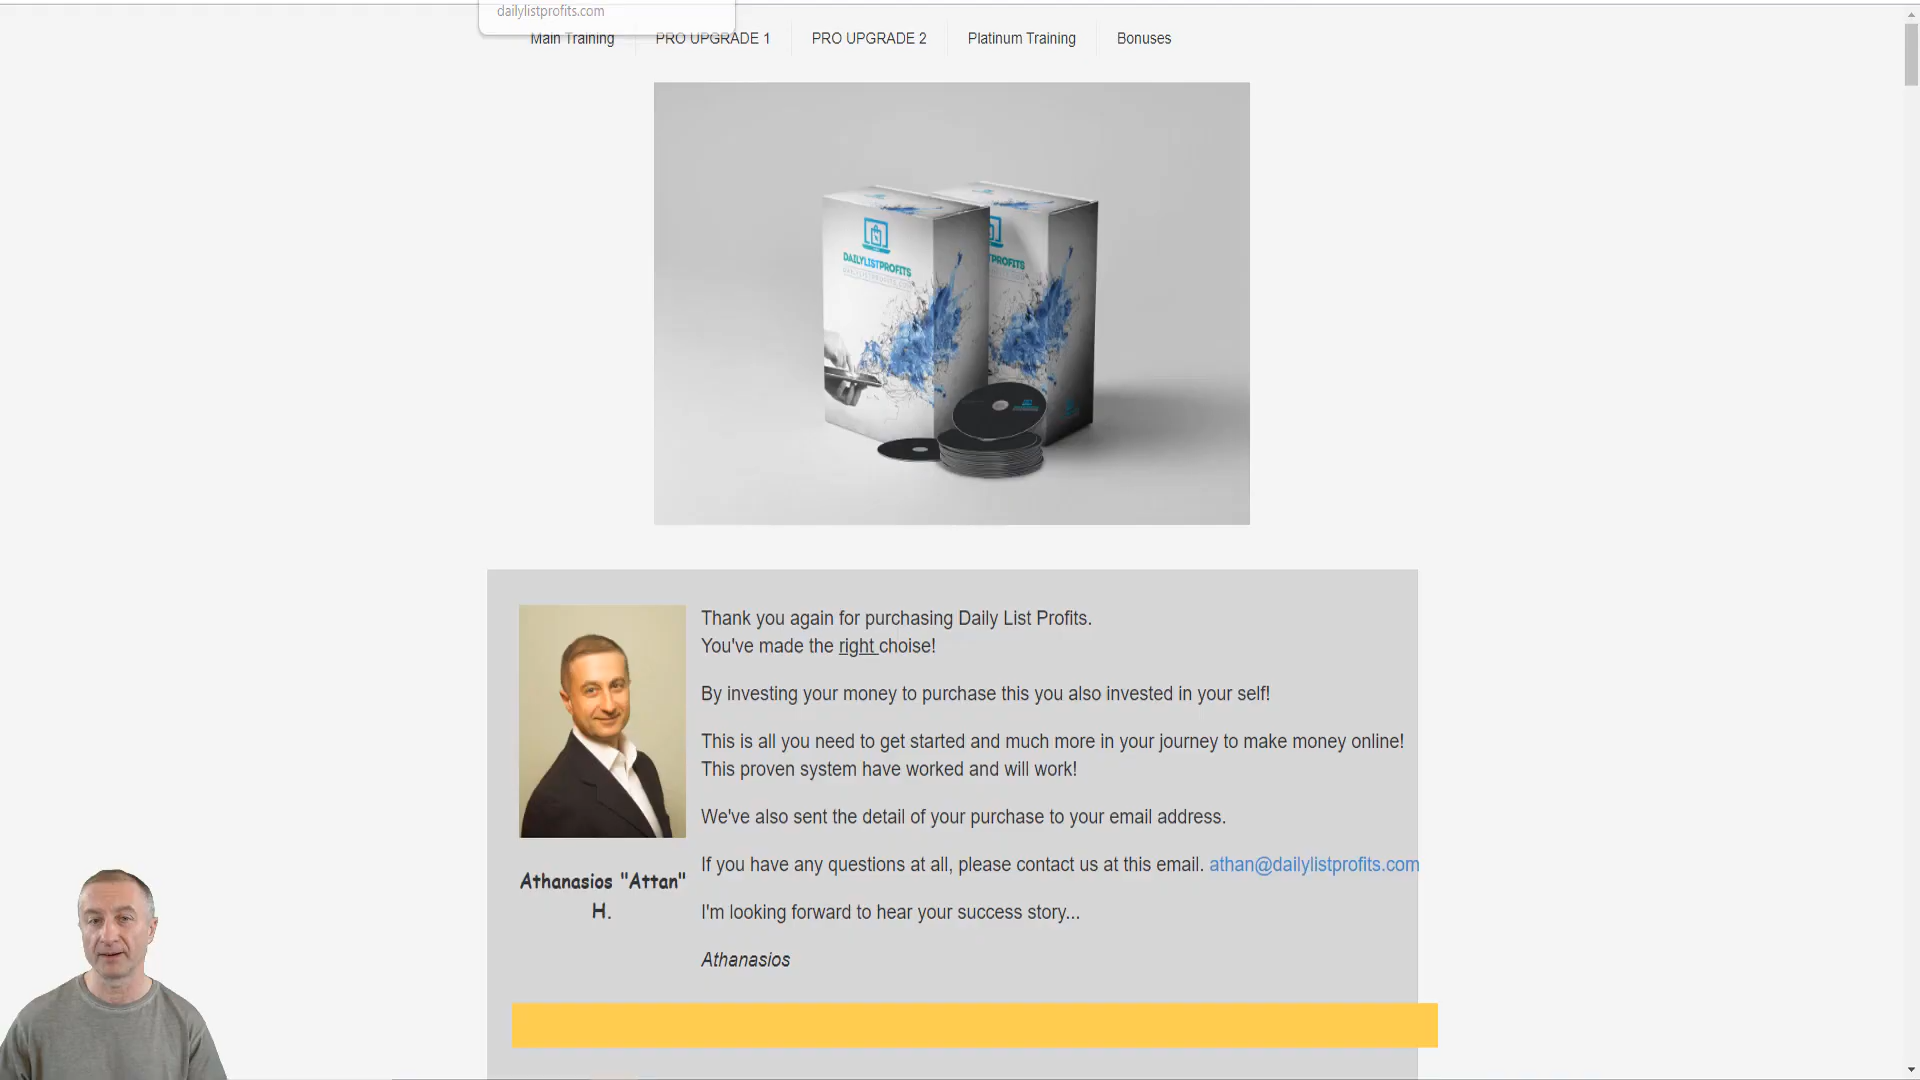 dailylistprofits.com
Main Training PRO UPGRADE 1 PRO UPGRADE 2 Platinum Training Bonuses
DAILYLISTPROFITS
Thank you again for purchasing Daily List Profits.
You've made the right choise!
By investing your money to purchase this you also invested in your self!
This is all you need to get started and much more in your journey to make money online!
This proven system have worked and will work!
We've also sent the detail of your purchase to your email address.
If you have any questions at all, please contact us at this email. athan@dailylistprofits.com
I'm looking forward to hear your success story...
Athanasios
Athanasios "Attan"
H.